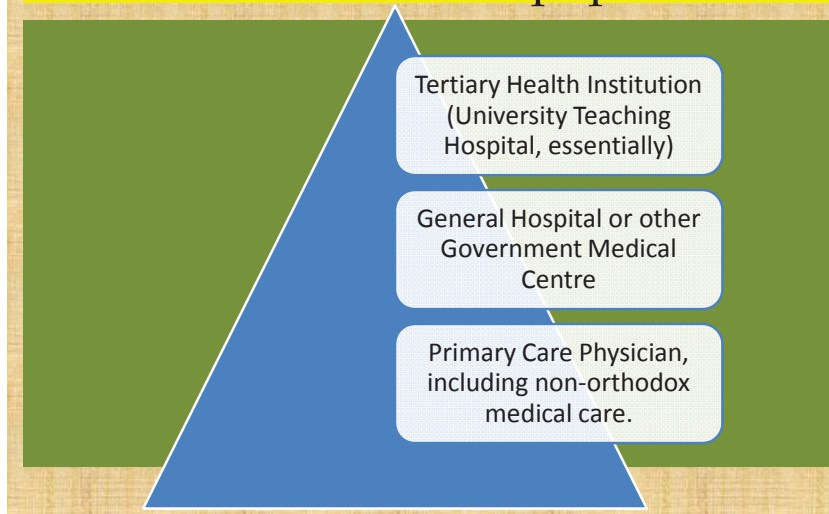 Tertiary Health Institution
(University Teaching
Hospital, essentially)
General Hospital or other
Government Medical
Centre
Primary Care Physician,
including non-orthodox
medical care.